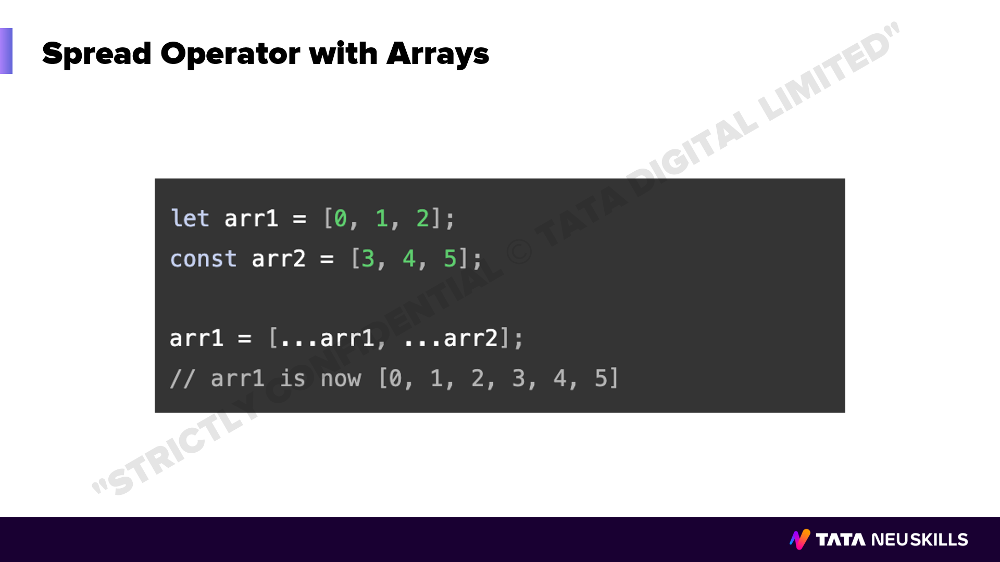 Spread Operator with Arrays
let arr1 = [0, 1, 2];
const arr2 = [3, 4, 5];
arr1 = [...arr1, ...arr2];
// arr1 is now [0, 1, 2, 3, 4, 5]
"STRICTLY CONFIDENTIAL © TATA DIGITAL LIMITED"
TATA NEUSKILLS